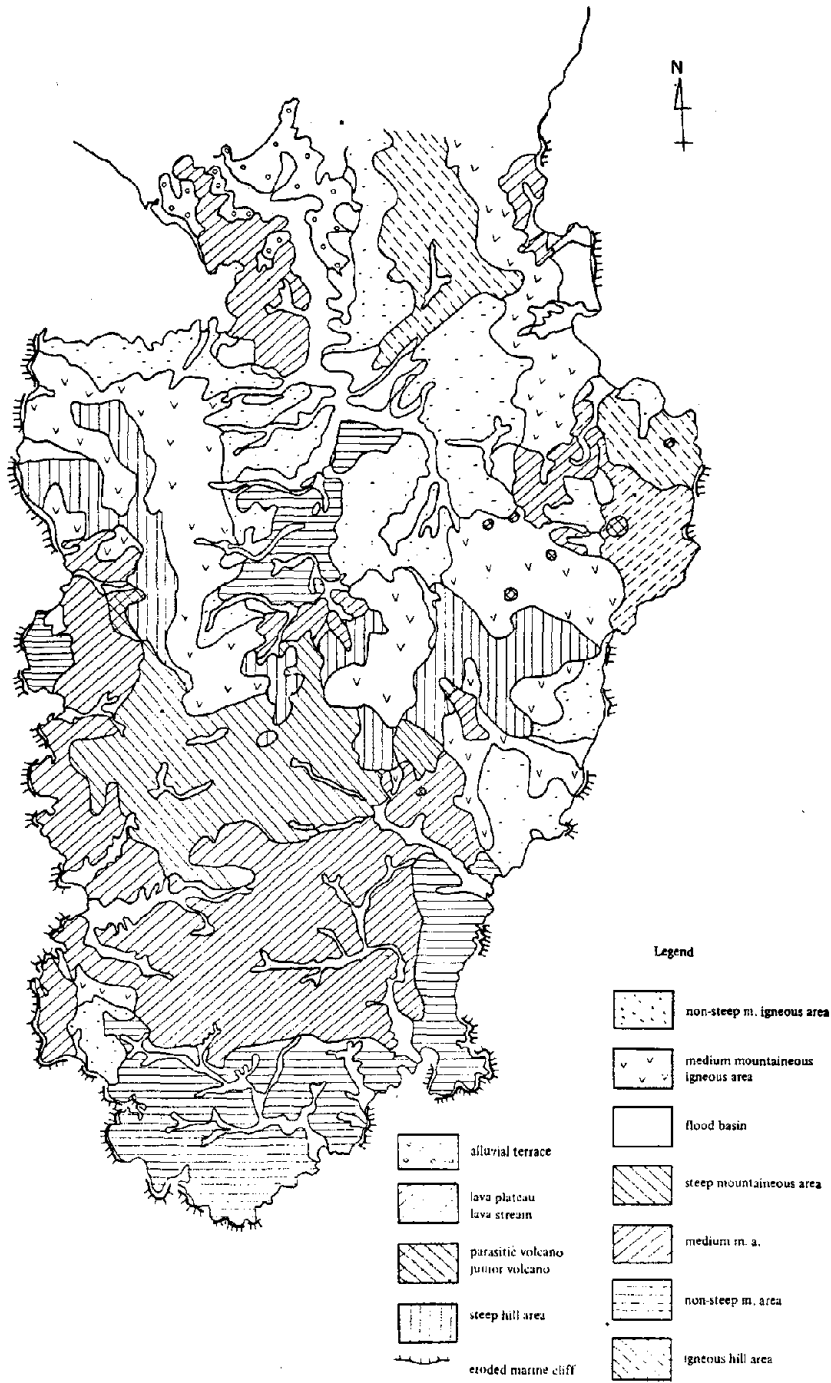 N
Legend
non-steep m. igneous area
medium mountaineous
igneous area
flood basin
steep mountaineous area
medium m. a.
non-steep m. area
igneous hill area
alluvial terrace
lava plateau
lava stream
parasitic volcano
junior volcano
steep hill area
eroded marine cliff